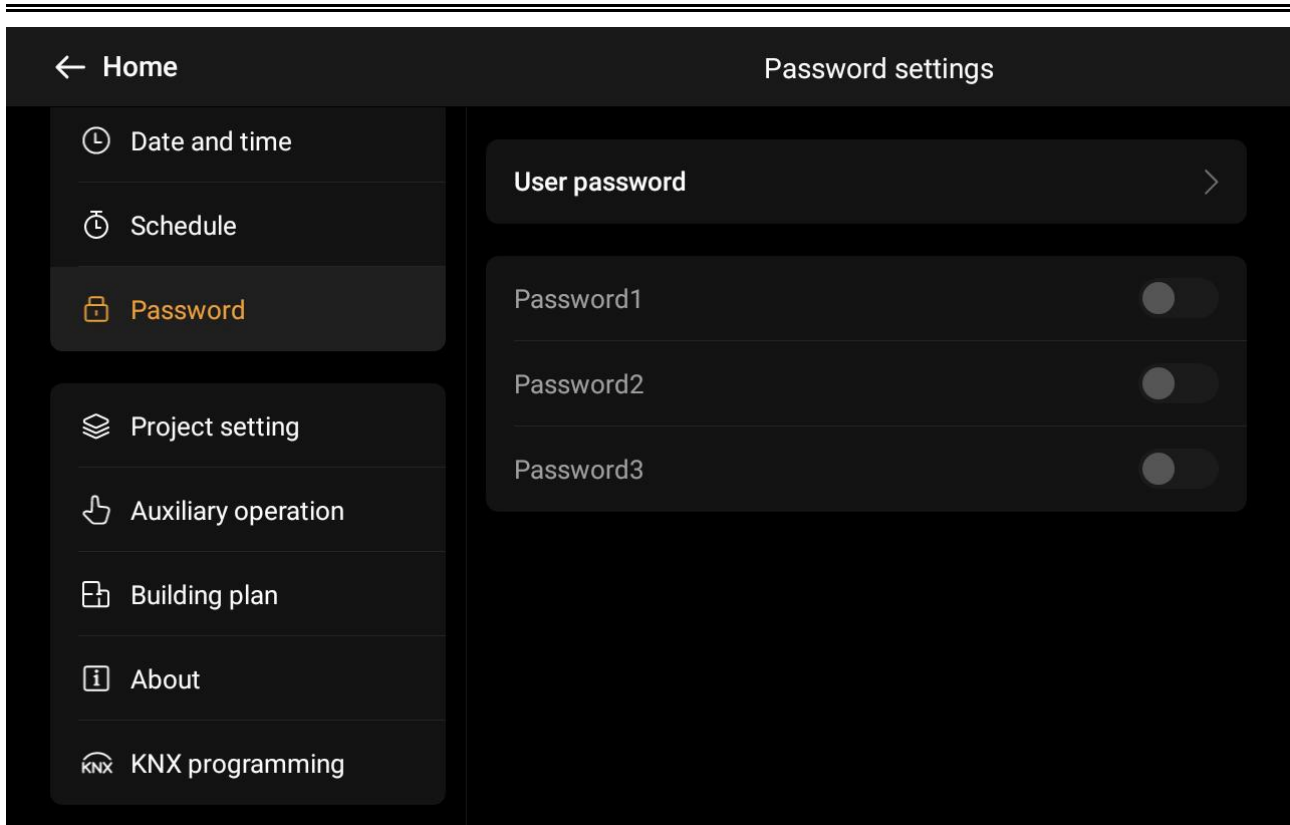 Home
Password settings
Date and time
Schedule
Password
Project setting
Auxiliary operation
Building plan
About
KNX KNX programming
User password
Password1
Password2
Password3